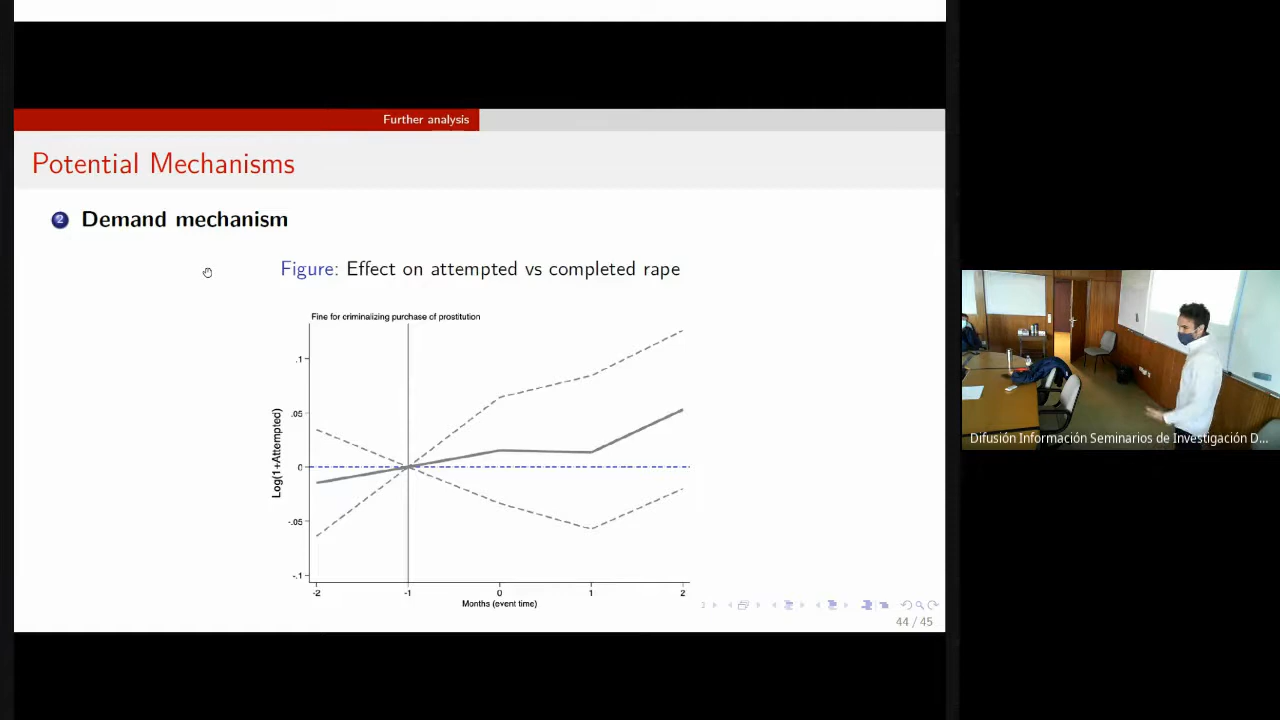 Further analysis
Potential Mechanisms
2 Demand mechanism
Figure: Effect on attempted vs completed rape
Fine for criminalizing purchase of prostitution
.1
.05
0
-.05
-.1
Log(1+Attempted)
-2 -1 0 1 2
Months (event time)
44 / 45
Difusión Información Seminarios de Investigación D...